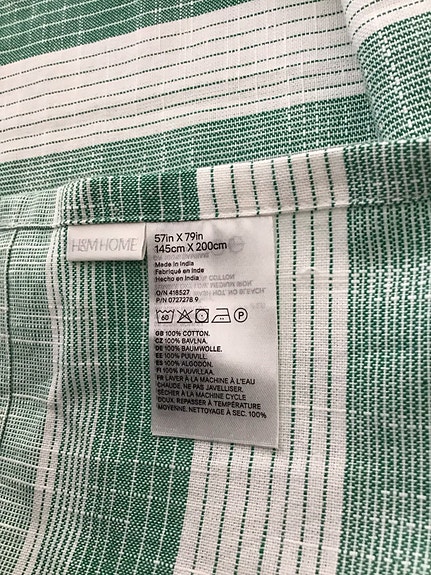 H&M HOME
57in X 79in
145cm X 200cm
Made in India
Fabriqué en Inde
Hecho en India
O/N 418527
P/N 0727278 9
60
P
GB 100% COTTON.
CZ 100% BAVLNA.
DE 100% BAUMWOLLE.
EE 100% PUUVILL.
ES 100% ALGODÓN.
FI 100% PUUVILLAA.
FR LAVER À LA MACHINE À L'EAU
CHAUDE. NE PAS JAVELLISER.
SÉCHER À LA MACHINE CYCLE
DOUX. REPASSER À TEMPÉRATURE
MOYENNE. NETTOYAGE À SEC. 100%